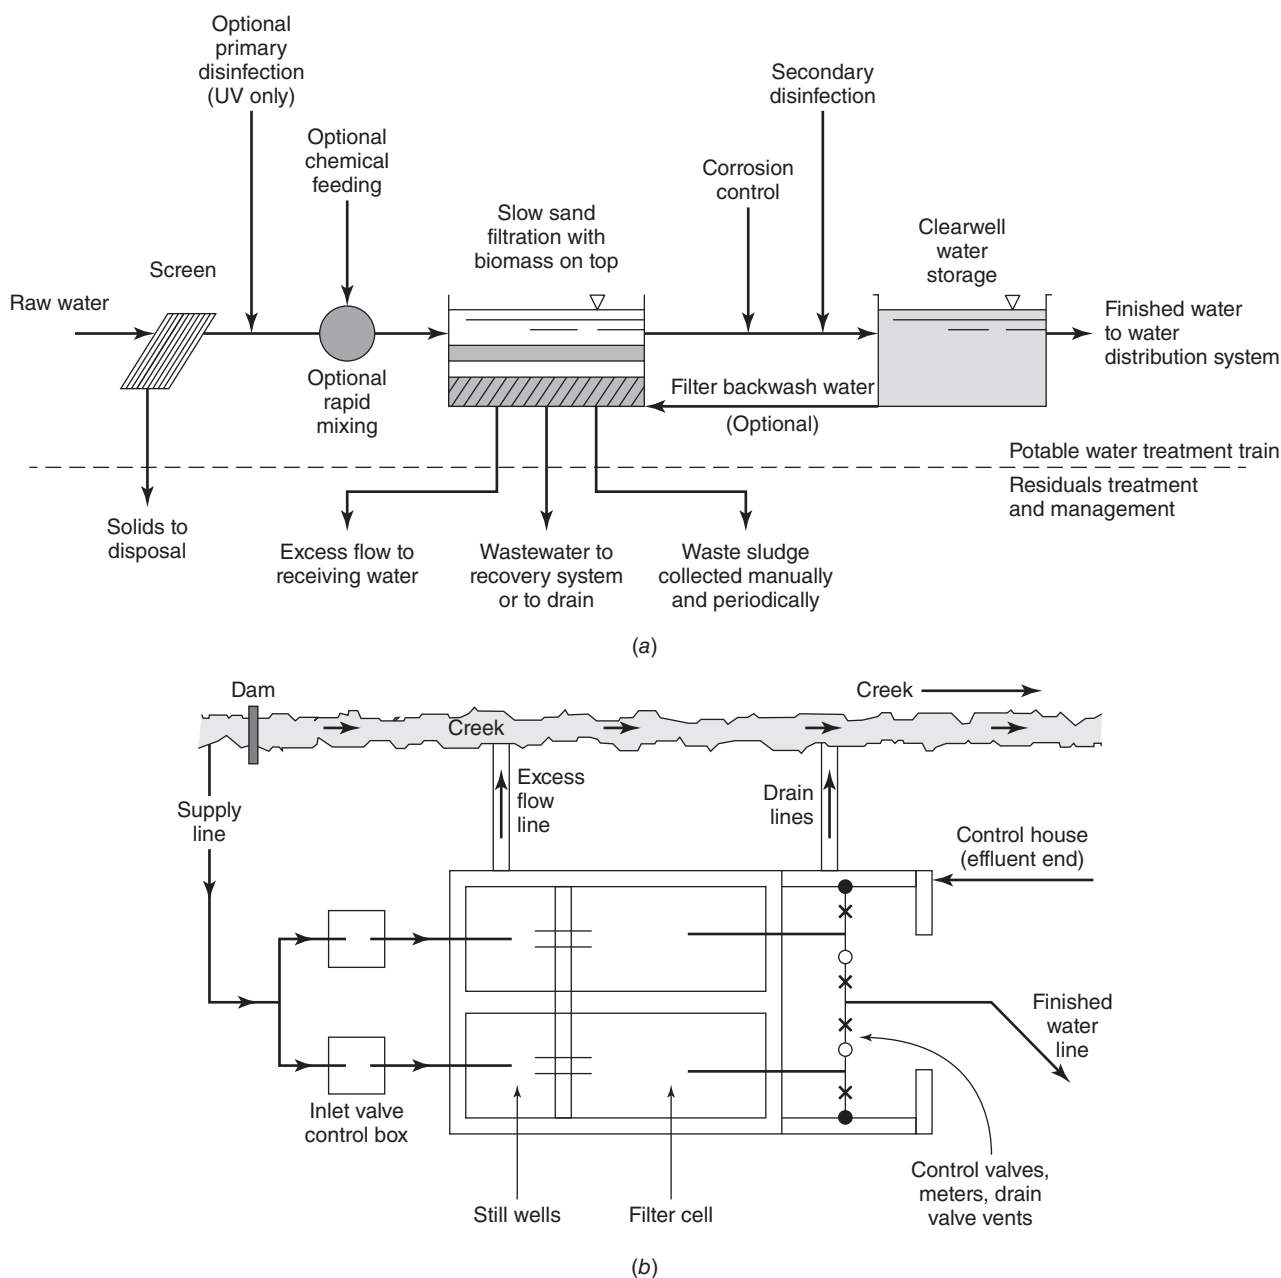 Optional
primary
disinfection
(UV only)
Optional
chemical
feeding
Secondary
disinfection
Corrosion
control
Slow sand
filtration with
biomass on top
Clearwell
water
storage
Screen
Raw water
Finished water
to water
distribution system
Optional
rapid
mixing
Filter backwash water
(Optional)
Potable water treatment train
Residuals treatment
and management
Solids to
disposal
Excess flow to
receiving water
Wastewater to
recovery system
or to drain
Waste sludge
collected manually
and periodically
(a)
Dam
Creek
Creek
Supply
line
Excess
flow
line
Drain
lines
Control house
(effluent end)
Finished
water
line
Inlet valve
control box
Still wells
Filter cell
Control valves,
meters, drain
valve vents
(b)